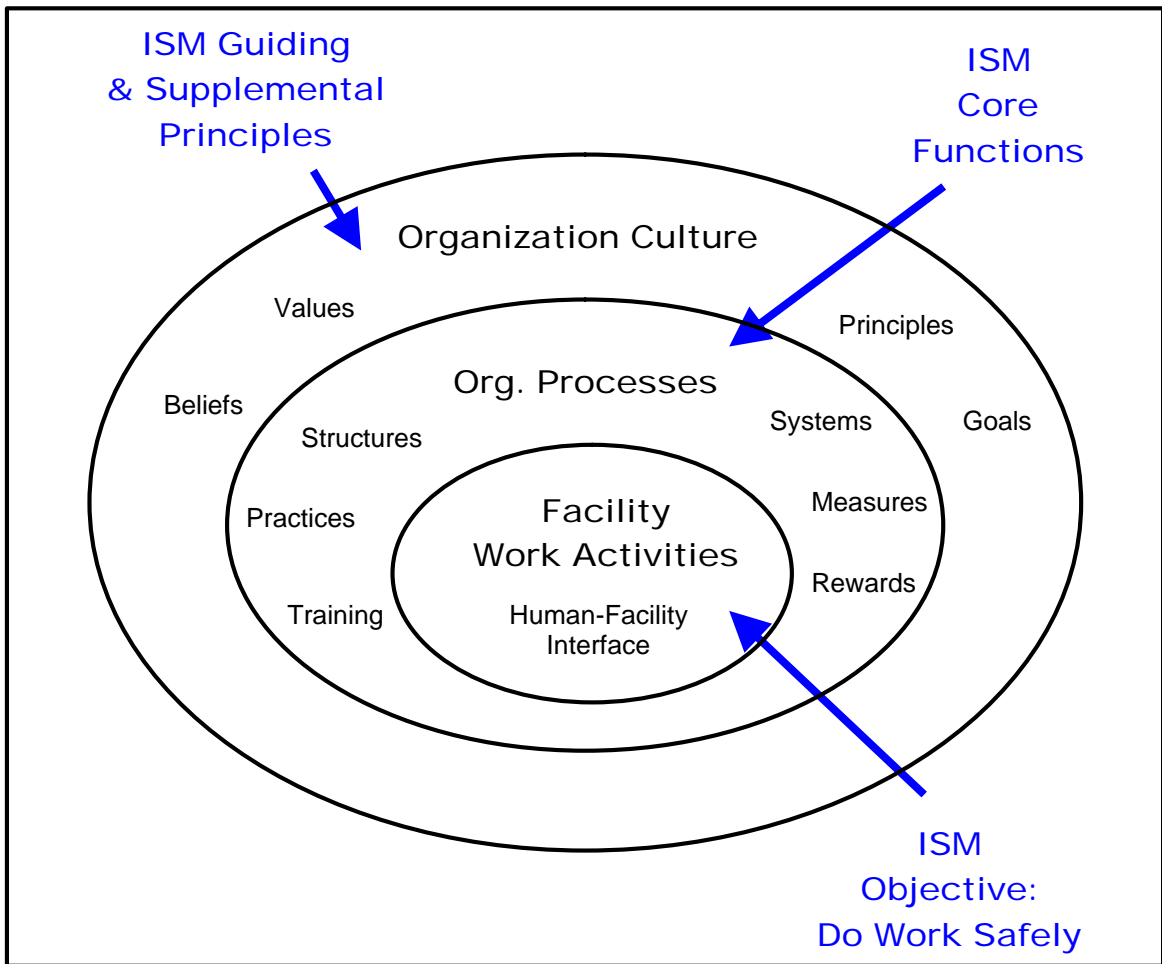 ISM Guiding
& Supplemental
Principles
ISM
Core
Functions
Organization Culture
Values
Principles
Org. Processes
Beliefs
Systems
Goals
Structures
Facility
Work Activities
Measures
Practices
Rewards
Training
Human-Facility
Interface
ISM
Objective:
Do Work Safely